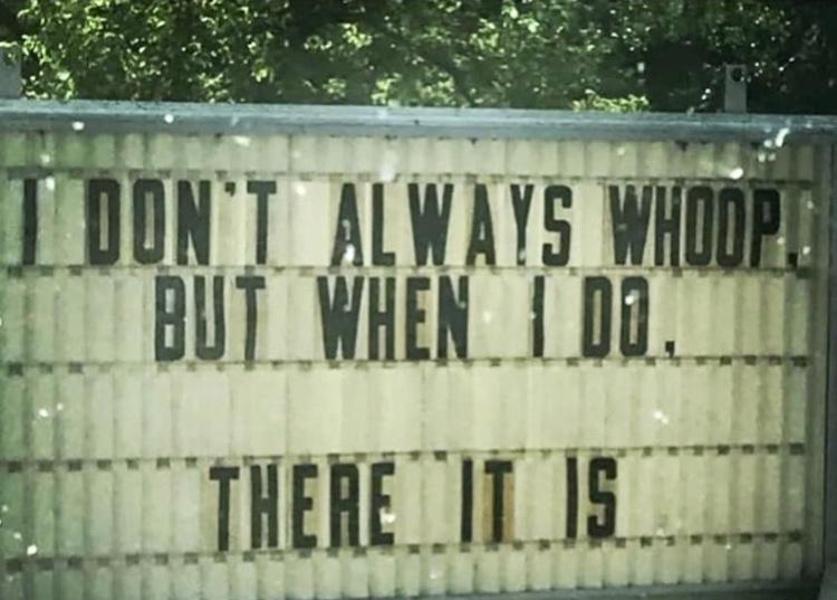 I DON'T ALWAYS WHOOP.
BUT WHEN I DO,
THERE IT IS